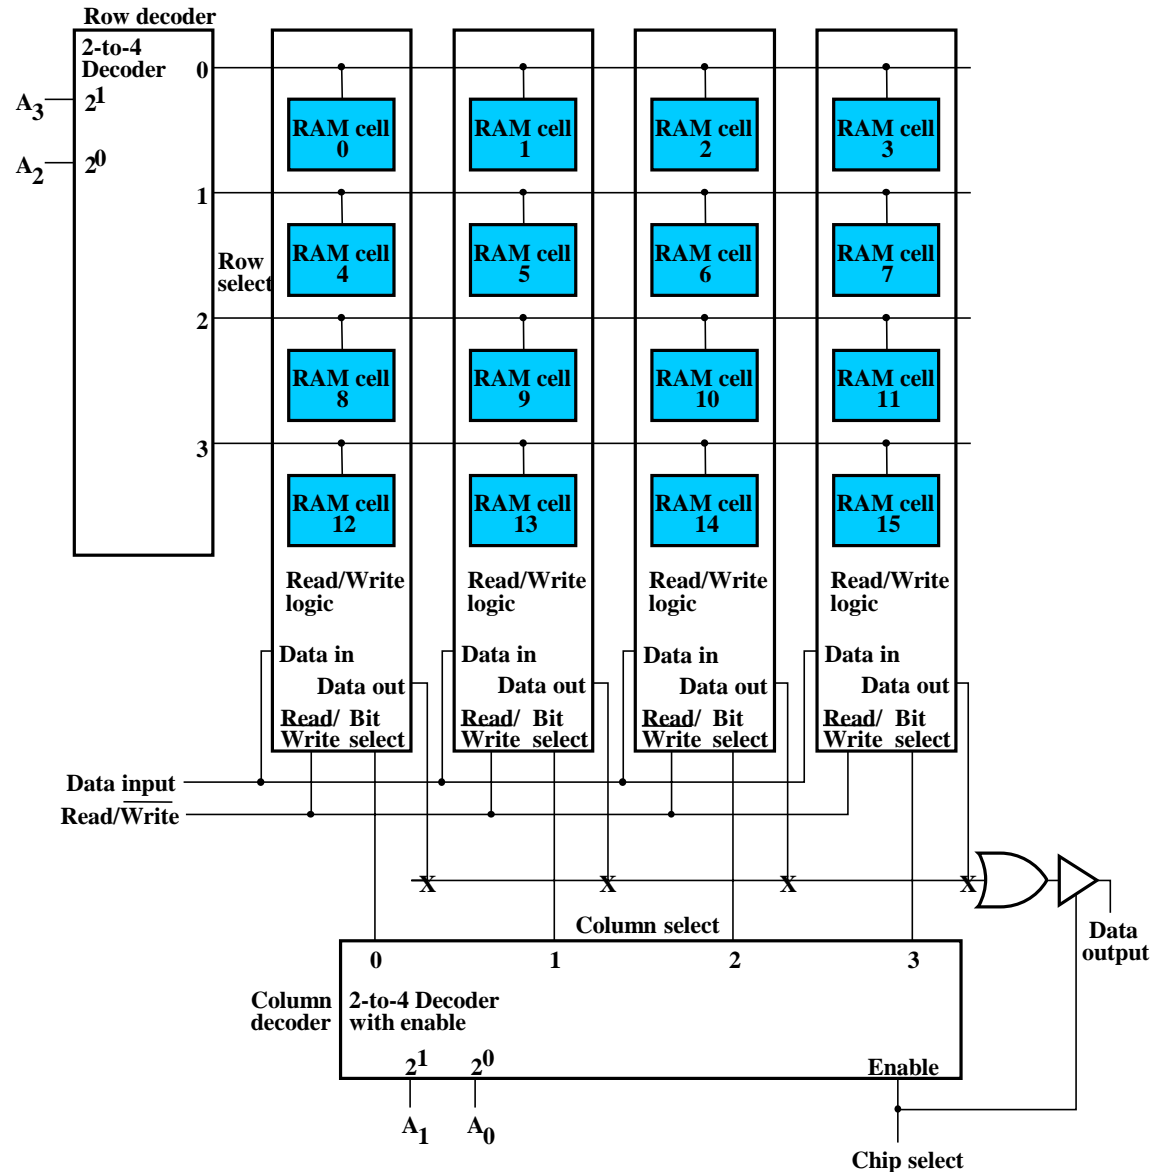 Row decoder
2-to-4
Decoder
A3
2^1
A2
2^0
0
1
2
3
Row
select
RAM cell
0
RAM cell
1
RAM cell
2
RAM cell
3
RAM cell
4
RAM cell
5
RAM cell
6
RAM cell
7
RAM cell
8
RAM cell
9
RAM cell
10
RAM cell
11
RAM cell
12
RAM cell
13
RAM cell
14
RAM cell
15
Read/Write
logic
Read/Write
logic
Read/Write
logic
Read/Write
logic
Data in
Data in
Data in
Data in
Data out
Data out
Data out
Data out
Read/ Bit
Write select
Read/ Bit
Write select
Read/ Bit
Write select
Read/ Bit
Write select
Data input
Read/Write
X X X X
Data
output
Column select
0 1 2 3
Column
decoder
2-to-4 Decoder
with enable
2^1 2^0
Enable
A1 A0
Chip select